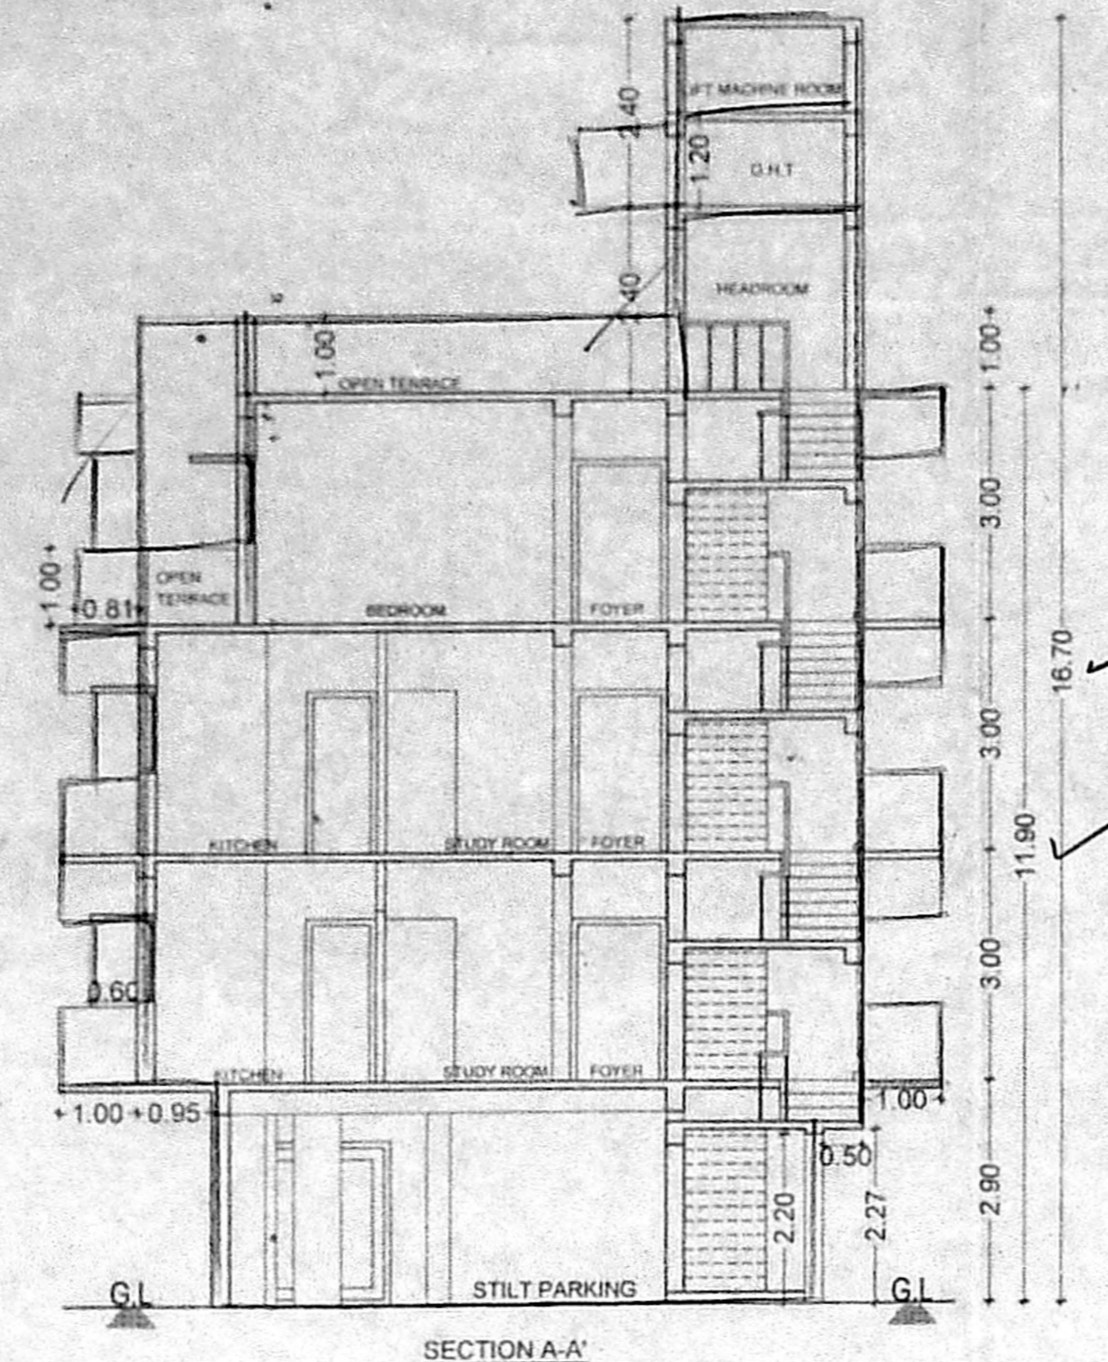 LIFT MACHINE ROOM
2.40
1.20
O.H.T
.40
HEADROOM
1.00
1.00
OPEN TERRACE
3.00
1.00
OPEN
TERRACE
0.81
BEDROOM
FOYER
16.70
3.00
11.90
KITCHEN
STUDY ROOM
FOYER
3.00
0.60
KITCHEN
STUDY ROOM
FOYER
1.00
0.95
1.00
0.50
2.20
2.27
2.90
STILT PARKING
G.L
G.L
SECTION A-A'